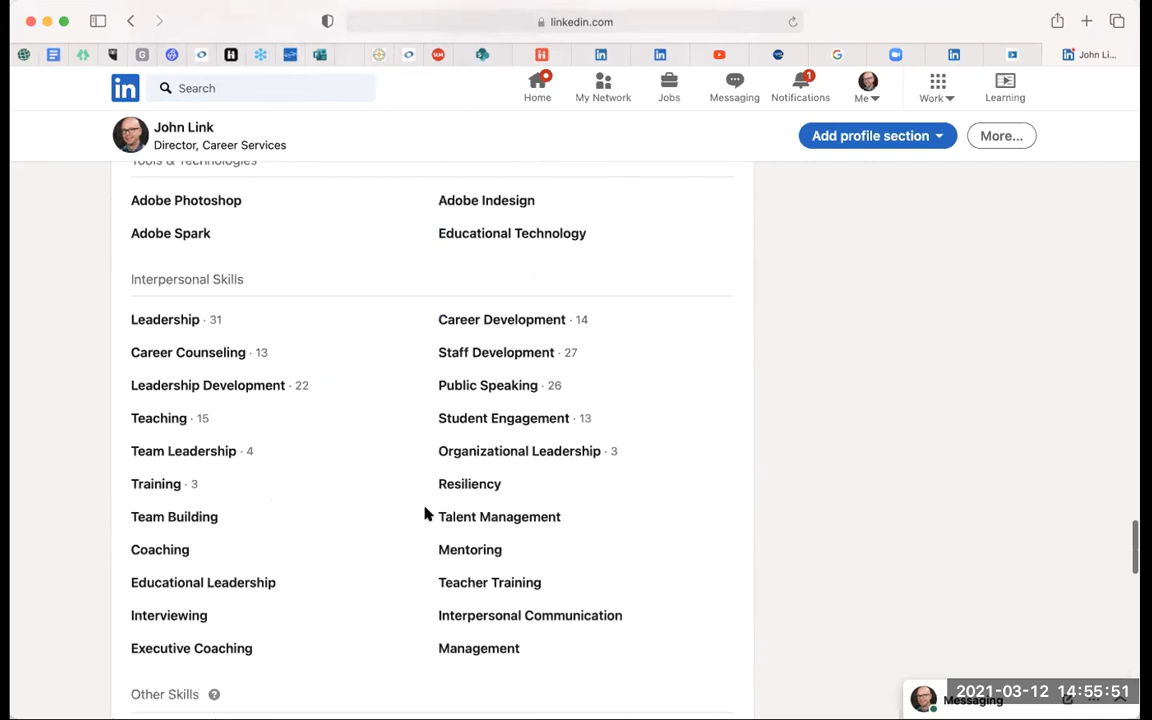 linkedin.com
John Li...
in
Search
Home
My Network
Jobs
Messaging
1
Notifications
Me
Work
Learning
John Link
Director, Career Services
Add profile section
More...
Tools & Technologies
Adobe Photoshop
Adobe Indesign
Adobe Spark
Educational Technology
Interpersonal Skills
Leadership · 31
Career Development · 14
Career Counseling · 13
Staff Development · 27
Leadership Development · 22
Public Speaking · 26
Teaching · 15
Student Engagement · 13
Team Leadership · 4
Organizational Leadership · 3
Training · 3
Resiliency
Team Building
Talent Management
Coaching
Mentoring
Educational Leadership
Teacher Training
Interviewing
Interpersonal Communication
Executive Coaching
Management
Other Skills ?
2021-03-12 14:55:51
Messaging